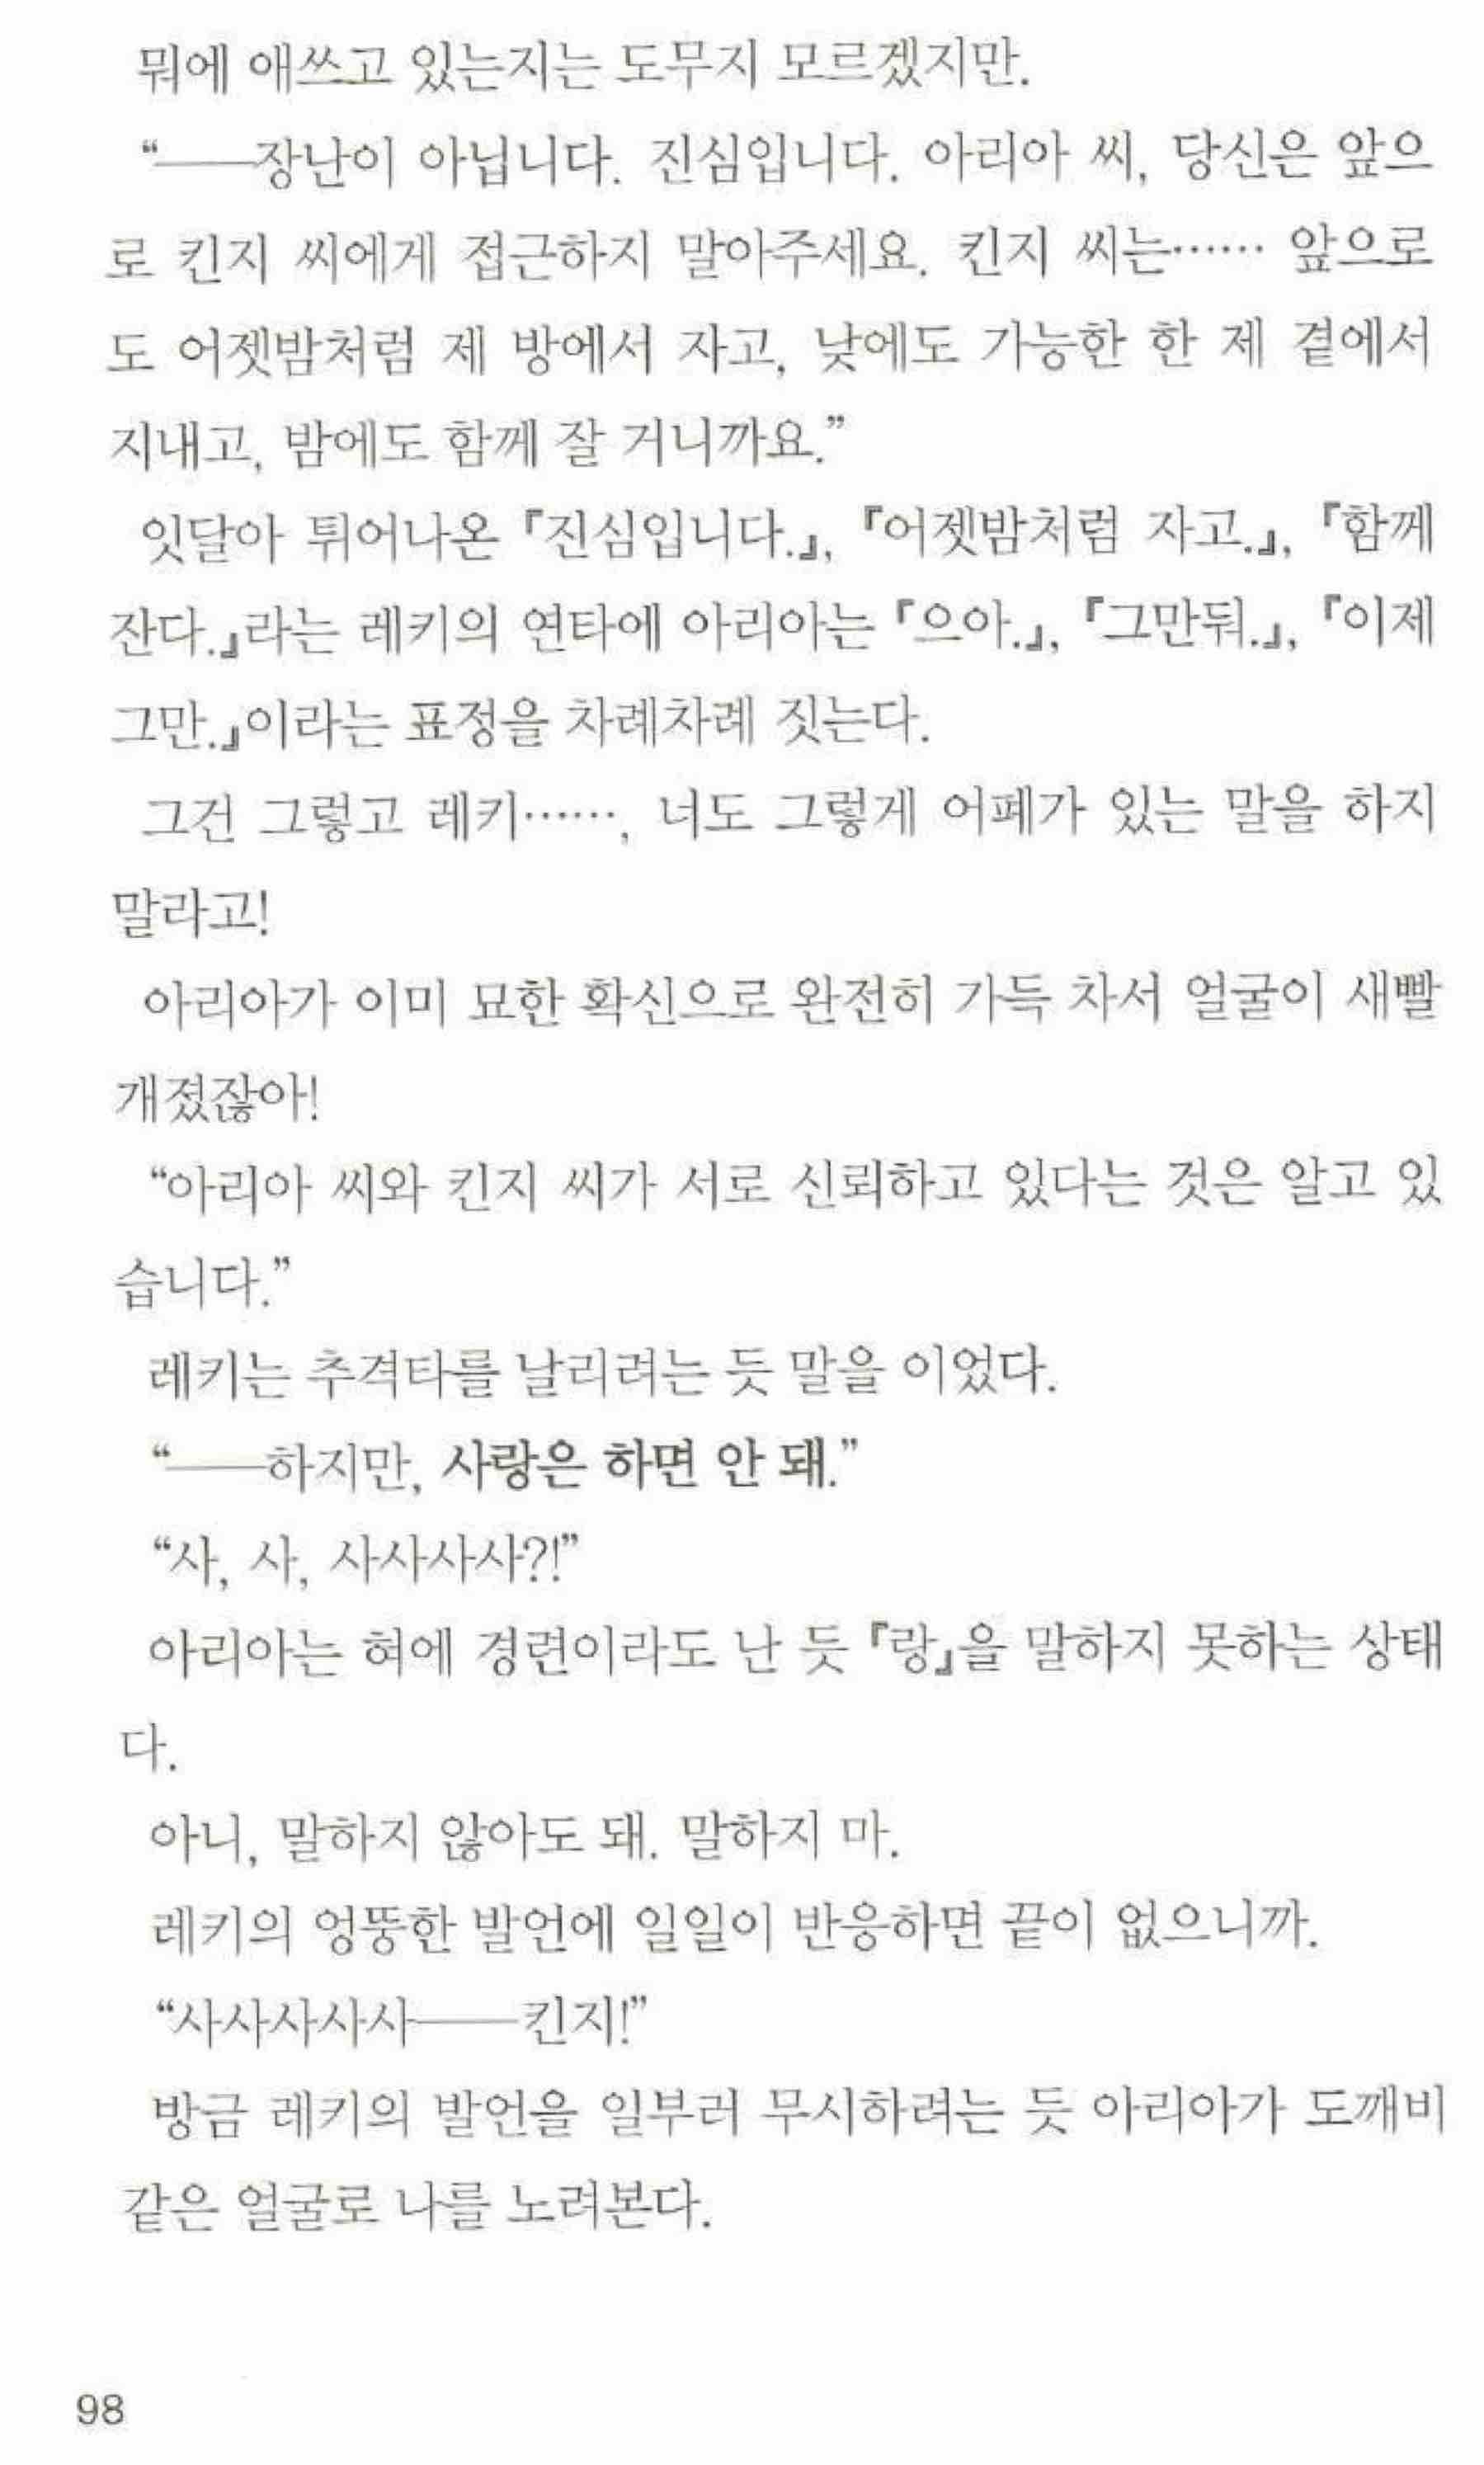 뭐에 애쓰고 있는지는 도무지 모르겠지만.
“──장난이 아닙니다. 진심입니다. 아리아 씨, 당신은 앞으
로 킨지 씨에게 접근하지 말아주세요. 킨지 씨는…… 앞으로
도 어젯밤처럼 제 방에서 자고, 낮에도 가능한 한 제 곁에서
지내고, 밤에도 함께 잘 거니까요.”
잇달아 튀어나온 『진심입니다.』, 『어젯밤처럼 자고.』, 『함께
잔다.』라는 레키의 연타에 아리아는 『으아.』, 『그만둬.』, 『이제
그만.』이라는 표정을 차례차례 짓는다.
그건 그렇고 레키……, 너도 그렇게 어폐가 있는 말을 하지
말라고!
아리아가 이미 묘한 확신으로 완전히 가득 차서 얼굴이 새빨
개졌잖아!
“아리아 씨와 킨지 씨가 서로 신뢰하고 있다는 것은 알고 있
습니다.”
레키는 추격타를 날리려는 듯 말을 이었다.
“──하지만, 사랑은 하면 안 돼.”
“사, 사, 사사사사?!”
아리아는 혀에 경련이라도 난 듯 『랑』을 말하지 못하는 상태
다.
아니, 말하지 않아도 돼. 말하지 마.
레키의 엉뚱한 발언에 일일이 반응하면 끝이 없으니까.
“사사사사사──킨지!”
방금 레키의 발언을 일부러 무시하려는 듯 아리아가 도깨비
같은 얼굴로 나를 노려본다.
98